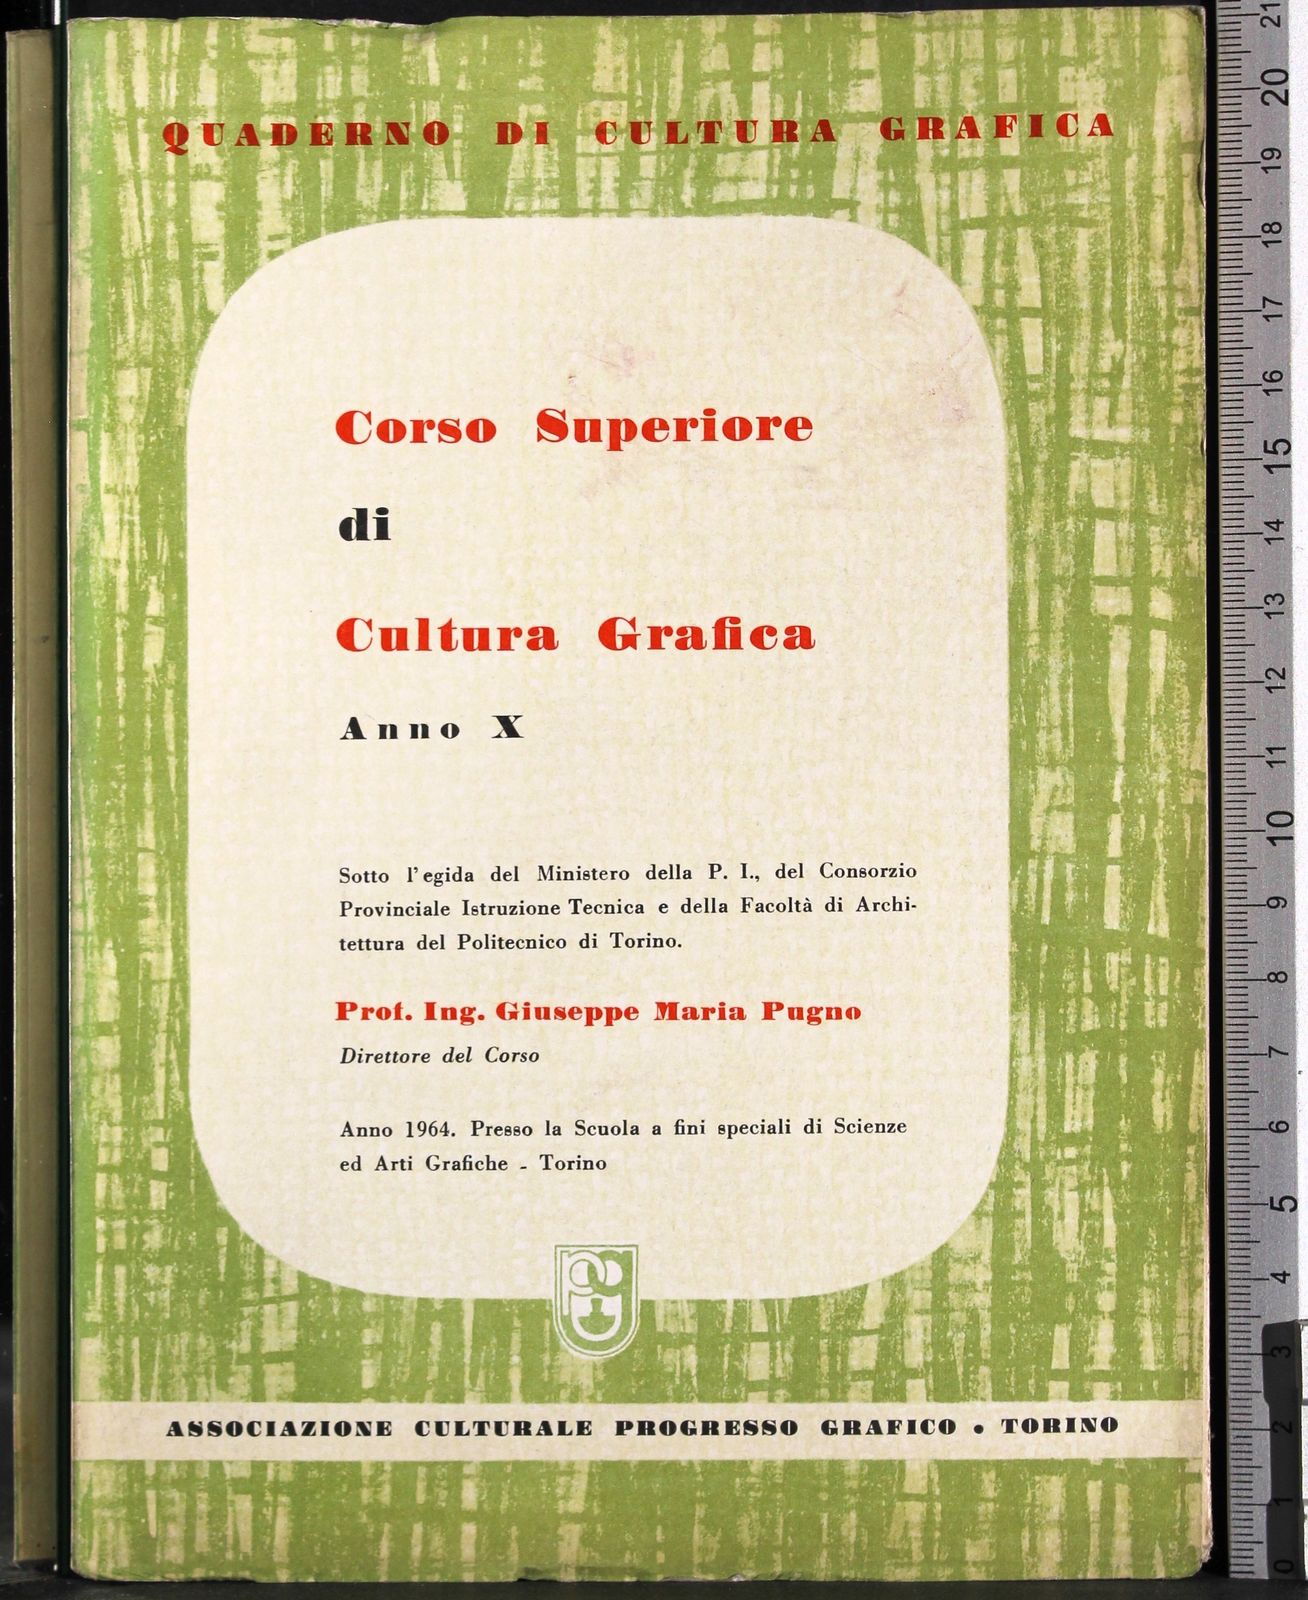 QUADERNO DI CULTURA GRAFICA
Corso Superiore
di
Cultura Grafica
Anno X
Sotto l'egida del Ministero della P. I., del Consorzio
Provinciale Istruzione Tecnica e della Facoltà di Archi-
tettura del Politecnico di Torino.
Prof. Ing. Giuseppe Maria Pugno
Direttore del Corso
Anno 1964. Presso la Scuola a fini speciali di Scienze
ed Arti Grafiche - Torino
ASSOCIAZIONE CULTURALE PROGRESSO GRAFICO • TORINO
21
20
19
18
17
16
15
14
13
12
11
10
9
8
7
6
5
4
3
2
1
0